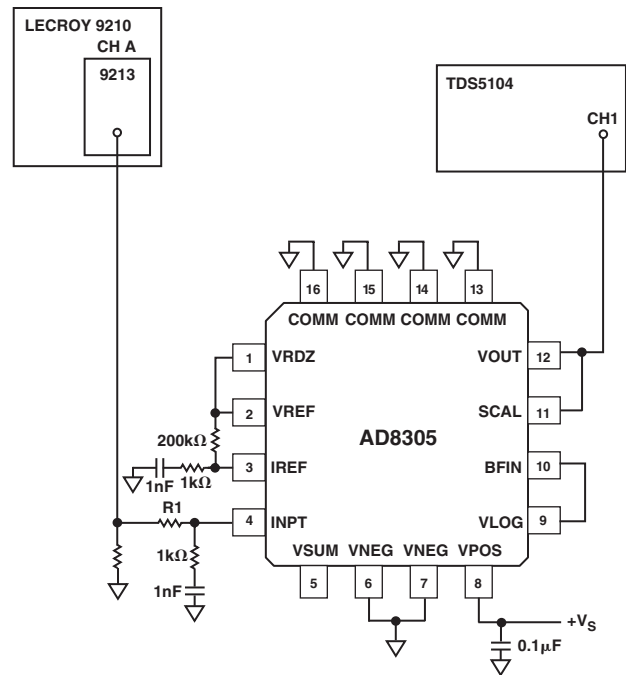 LECROY 9210
CH A
9213
TDS5104
CH1
16
15
14
13
COMM COMM COMM COMM
1
VRDZ
VOUT
12
2
VREF
SCAL
11
200kΩ
AD8305
3
IREF
BFIN
10
1nF
1kΩ
R1
4
INPT
VLOG
9
1kΩ
VSUM VNEG VNEG VPOS
5
6
7
8
1nF
+VS
0.1µF